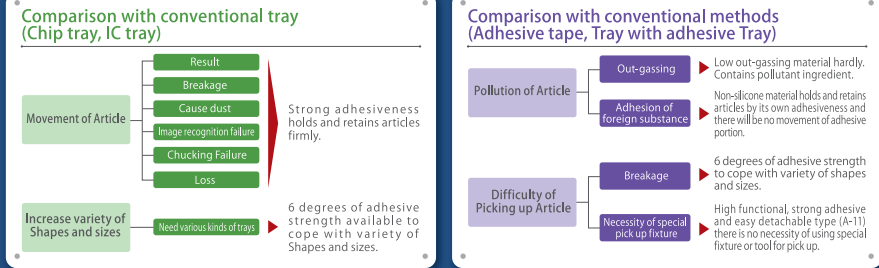 Comparison with conventional tray
(Chip tray, IC tray)
Movement of Article
Result
Breakage
Cause dust
Image recognition failure
Chucking Failure
Loss
Strong adhesiveness
holds and retains articles
firmly.
Increase variety of
Shapes and sizes
Need various kinds of trays
6 degrees of adhesive
strength available to
cope with variety of
Shapes and sizes.
Comparison with conventional methods
(Adhesive tape, Tray with adhesive Tray)
Pollution of Article
Out-gassing
Low out-gassing material hardly.
Contains pollutant ingredient.
Adhesion of
foreign substance
Non-silicone material holds and retains
articles by its own adhesiveness and
there will be no movement of adhesive
portion.
Difficulty of
Picking up Article
Breakage
6 degrees of adhesive strength
to cope with variety of shapes
and sizes.
Necessity of special
pick up fixture
High functional, strong adhesive
and easy detachable type (A-11)
there is no necessity of using special
fixture or tool for pick up.